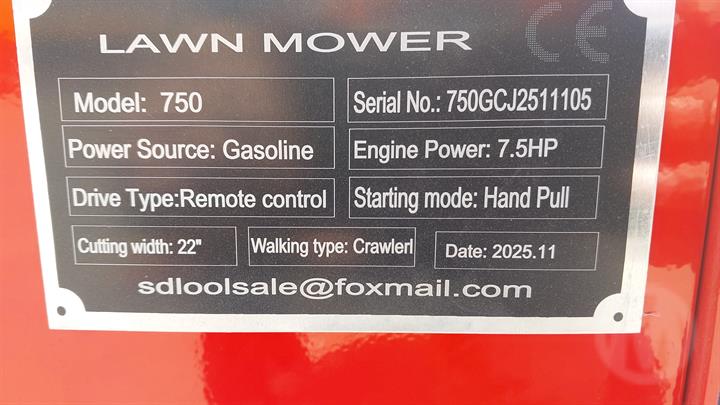 LAWN MOWER CE
Model: 750 Serial No.: 750GCJ2511105
Power Source: Gasoline Engine Power: 7.5HP
Drive Type:Remote control Starting mode: Hand Pull
Cutting width: 22" Walking type: Crawlerl Date: 2025.11
sdloolsale@foxmail.com